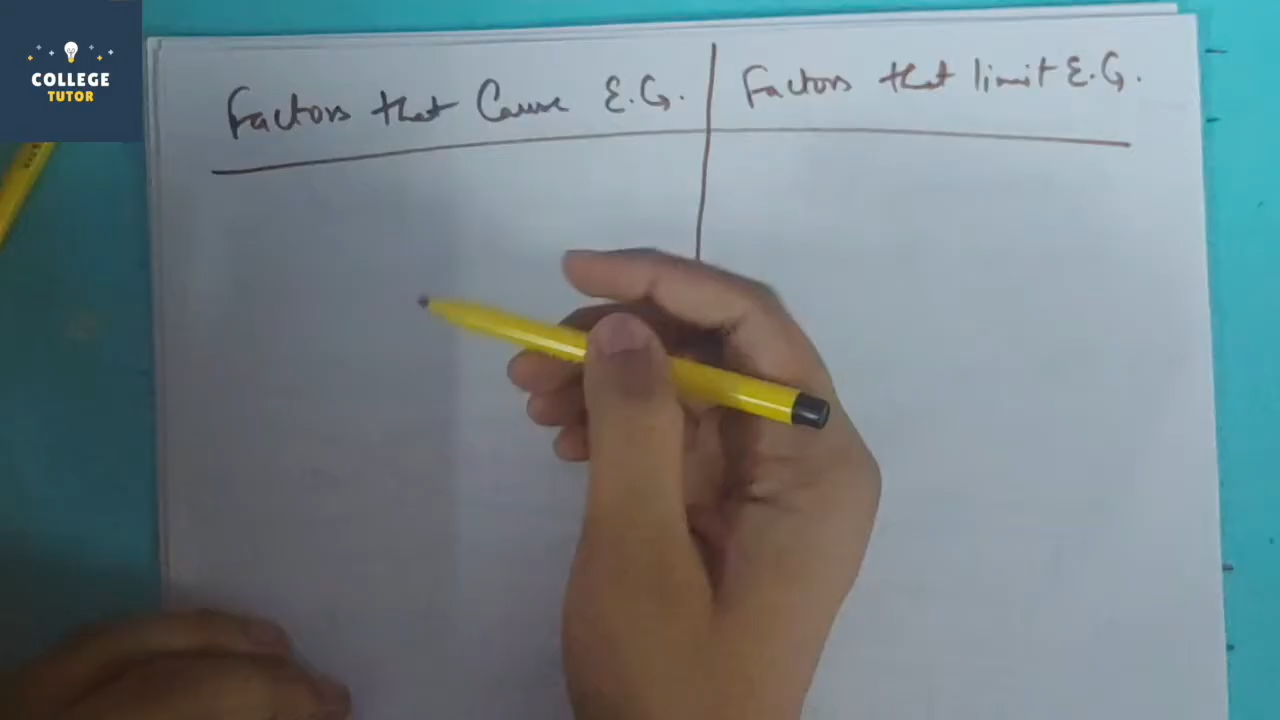 COLLEGE
TUTOR
Factors that Cause E.G.
Factors that limit E.G.